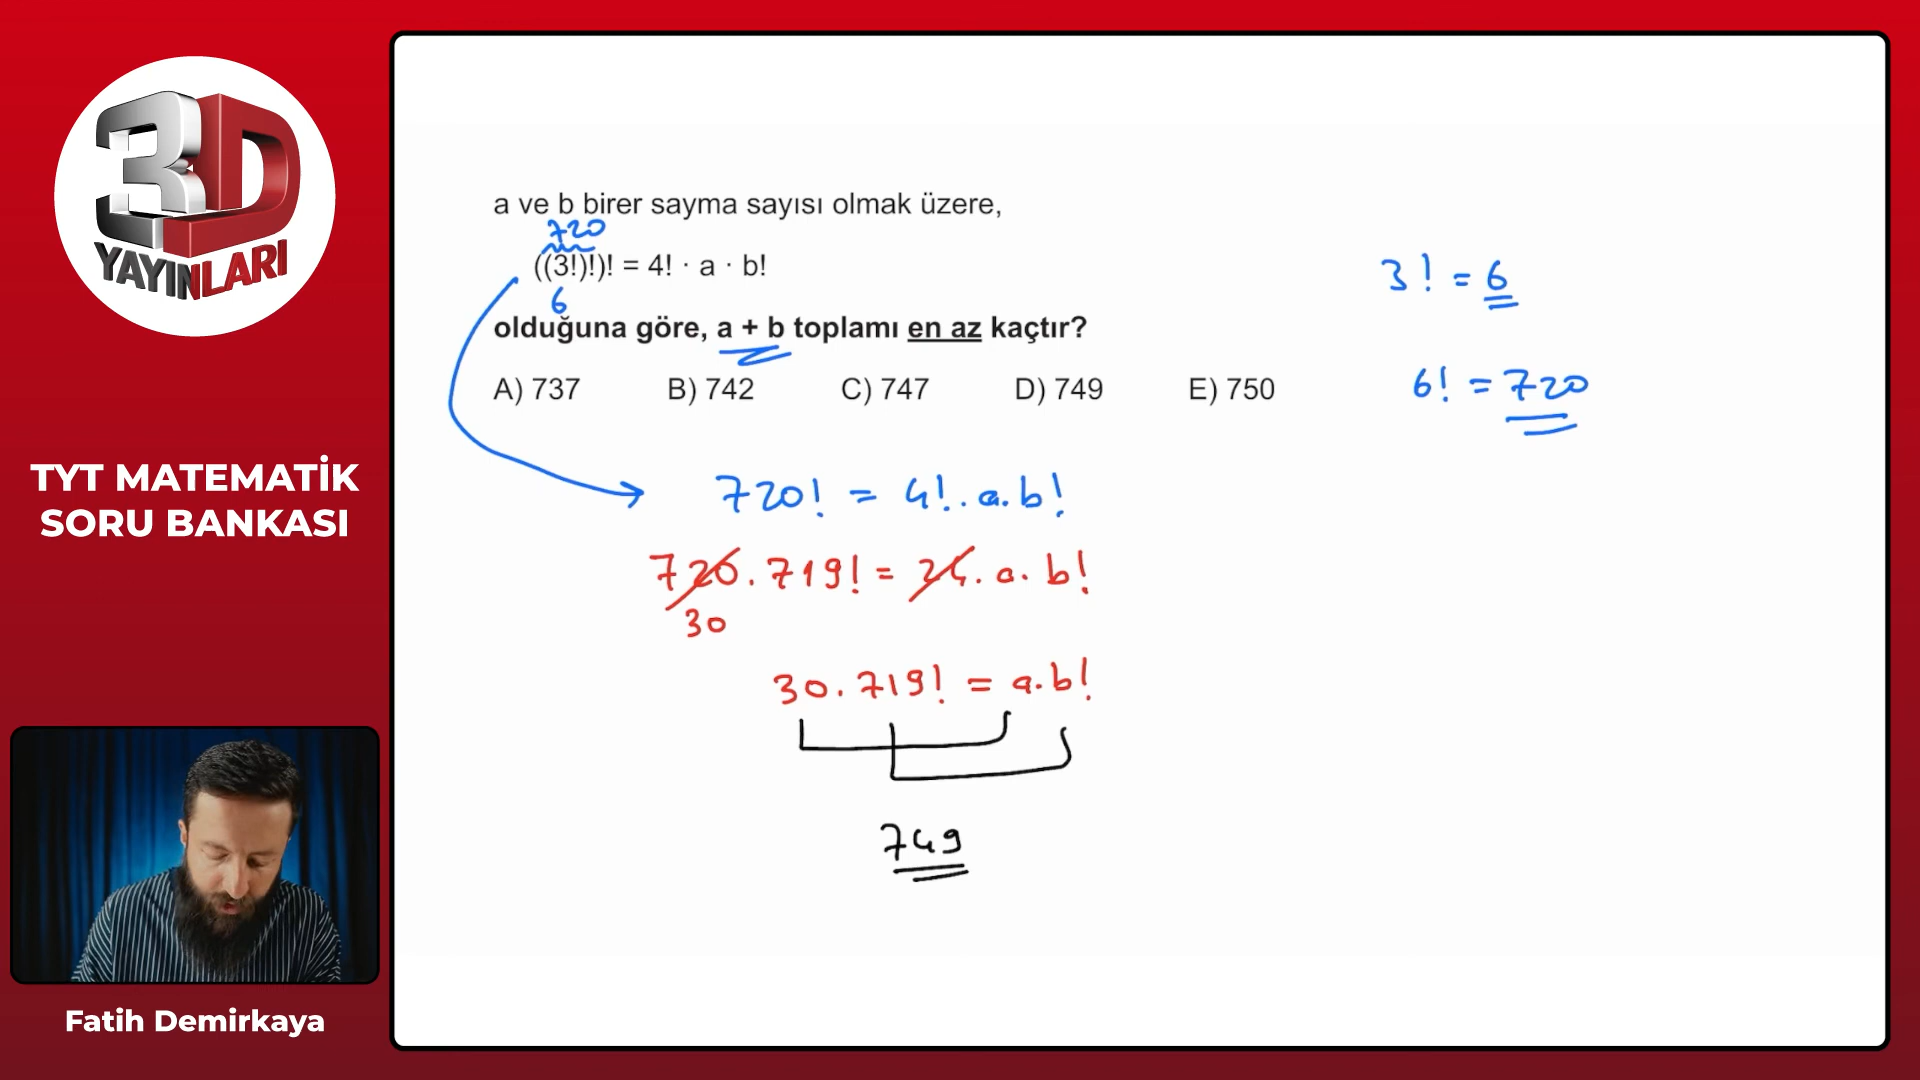 3D
YAYINLARI
TYT MATEMATİK
SORU BANKASI
Fatih Demirkaya
a ve b birer sayma sayısı olmak üzere,
720
((3!)!)! = 4! · a · b!
6
olduğuna göre, a + b toplamı en az kaçtır?
A) 737 B) 742 C) 747 D) 749 E) 750
3! = 6
6! = 720
720! = 4!.a.b!
720.719! = 24.a.b!
30
30.719! = a.b!
749